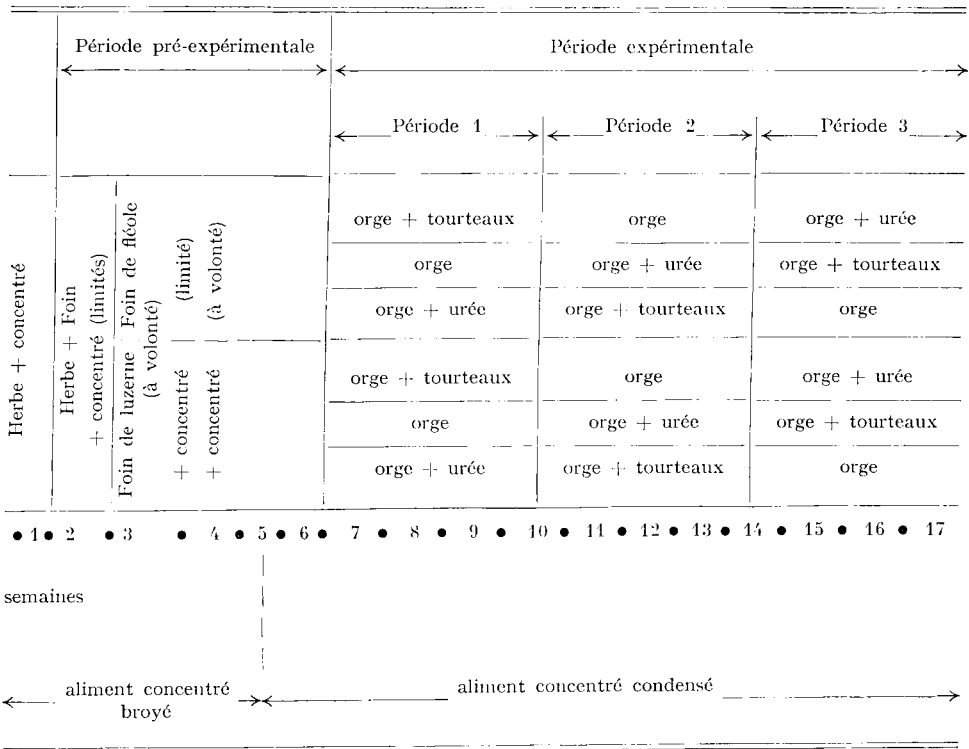 Période pré-expérimentale
Période expérimentale
Période 1
Période 2
Période 3
Herbe + concentré
Herbe + Foin
+ concentré (limités)
Foin de luzerne Foin de fléole
(à volonté)
+ concentré (limité)
+ concentré (à volonté)
orge + tourteaux
orge
orge + urée
orge
orge + urée
orge + tourteaux
orge + urée
orge + tourteaux
orge
orge + tourteaux
orge
orge + urée
orge
orge + urée
orge + tourteaux
orge + urée
orge + tourteaux
orge
• 1 • 2 • 3 • 4 • 5 • 6 • 7 • 8 • 9 • 10 • 11 • 12 • 13 • 14 • 15 • 16 • 17
semaines
aliment concentré
broyé
aliment concentré condensé